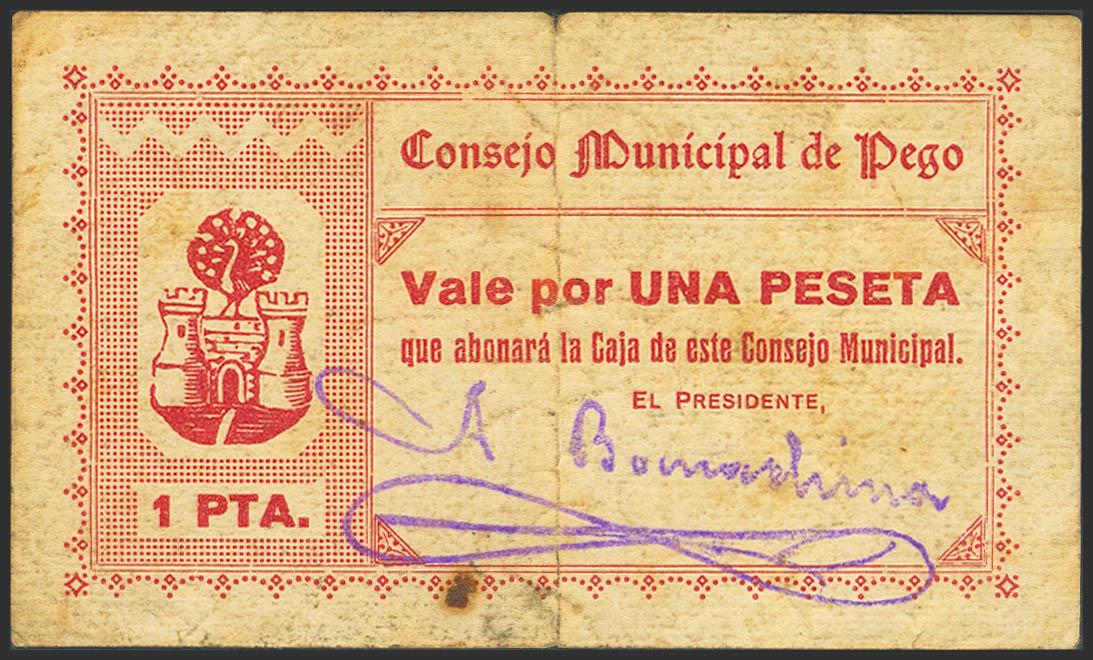 Consejo Municipal de Pego
Vale por UNA PESETA
que abonará la Caja de este Consejo Municipal.
EL PRESIDENTE,
A
1 PTA.